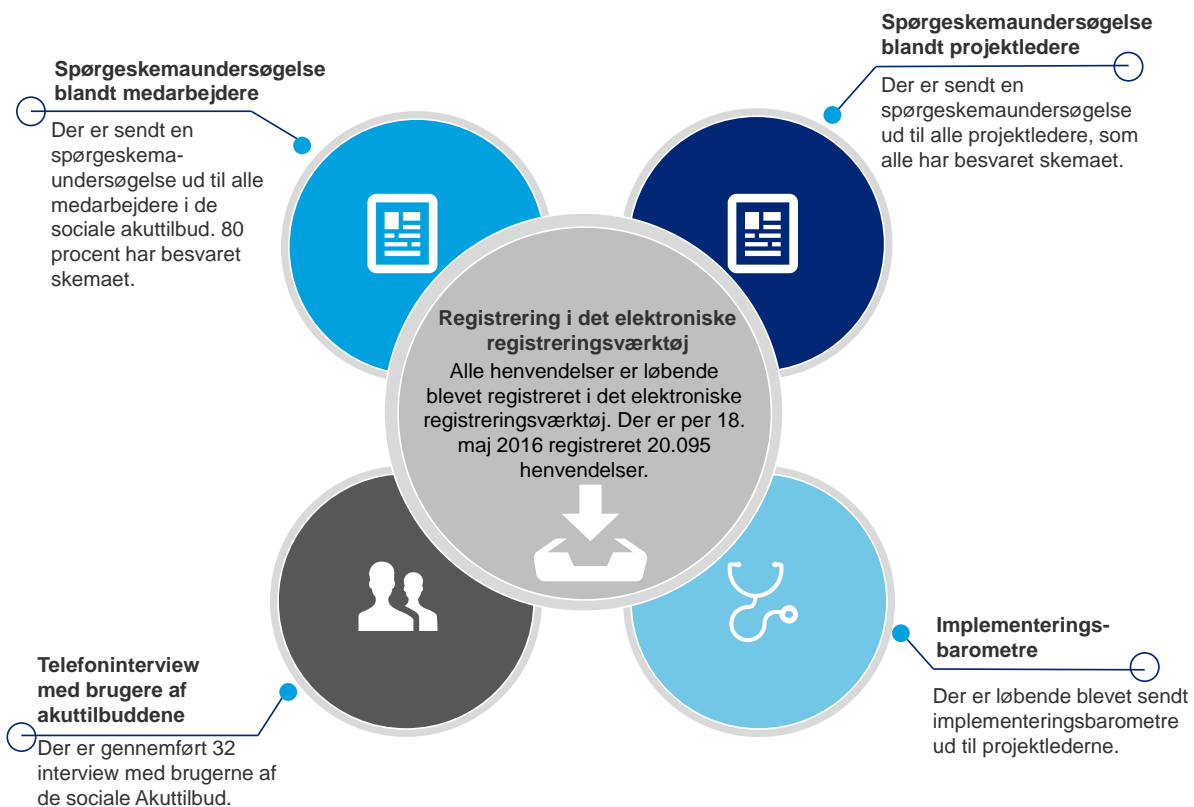 Spørgeskemaundersøgelse
blandt medarbejdere
Der er sendt en
spørgeskema-
undersøgelse ud til alle
medarbejdere i de
sociale akuttilbud. 80
procent har besvaret
skemaet.
Spørgeskemaundersøgelse
blandt projektledere
Der er sendt en
spørgeskemaundersøgelse
ud til alle projektledere, som
alle har besvaret skemaet.
Registrering i det elektroniske
registreringsværktøj
Alle henvendelser er løbende
blevet registreret i det elektroniske
registreringsværktøj. Der er per 18.
maj 2016 registreret 20.095
henvendelser.
Telefoninterview
med brugere af
akuttilbuddene
Der er gennemført 32
interview med brugerne af
de sociale Akuttilbud.
Implementerings-
barometre
Der er løbende blevet sendt
implementeringsbarometre
ud til projektlederne.